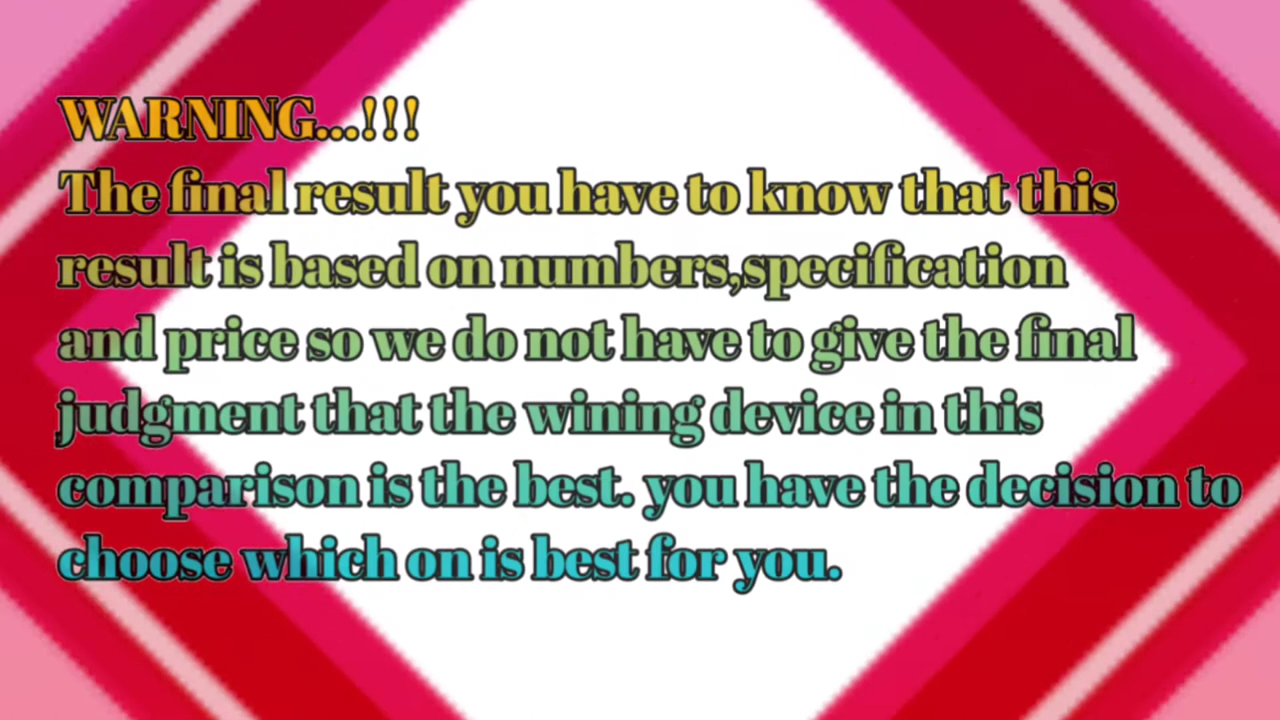 WARNING...!!!
The final result you have to know that this
result is based on numbers,specification
and price so we do not have to give the final
judgment that the wining device in this
comparison is the best. you have the decision to
choose which on is best for you.